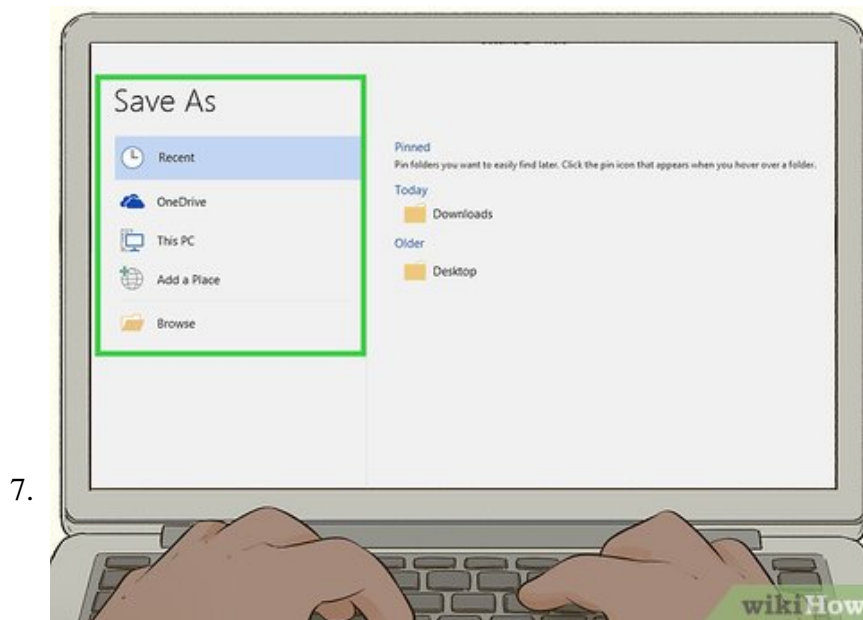 Save As
Recent
OneDrive
This PC
Add a Place
Browse
Pinned
Pin folders you want to easily find later. Click the pin icon that appears when you hover over a folder.
Today
Downloads
Older
Desktop
7.
wikiHow